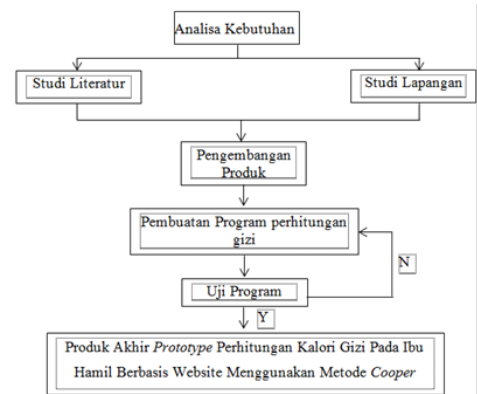 Analisa Kebutuhan
Studi Literatur
Studi Lapangan
Pengembangan
Produk
Pembuatan Program perhitungan
gizi
N
Uji Program
Y
Produk Akhir Prototype Perhitungan Kalori Gizi Pada Ibu
Hamil Berbasis Website Menggunakan Metode Cooper